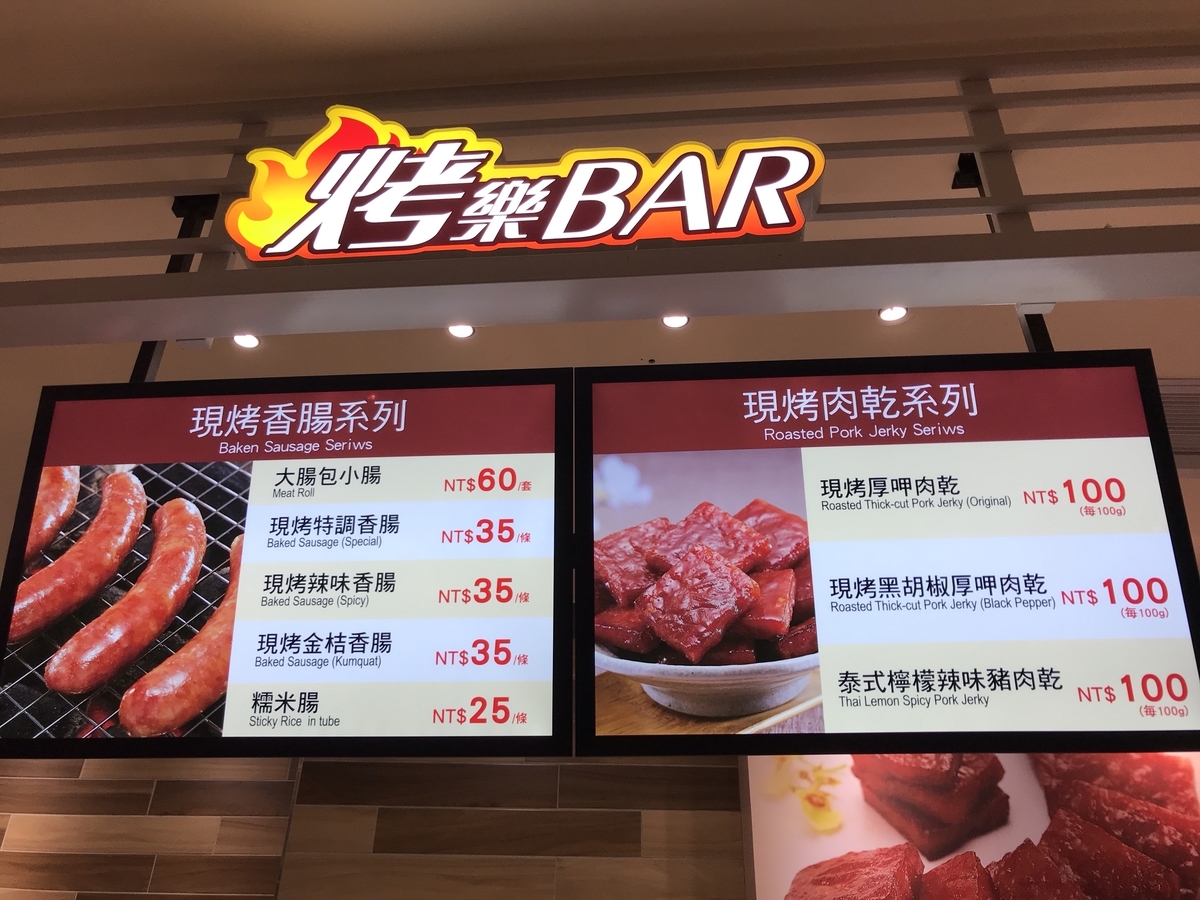 烤樂BAR
現烤香腸系列
Baken Sausage Seriws
大腸包小腸
Meat Roll
NT$60/套
現烤特調香腸
Baked Sausage (Special)
NT$35/條
現烤辣味香腸
Baked Sausage (Spicy)
NT$35/條
現烤金桔香腸
Baked Sausage (Kumquat)
NT$35/條
糯米腸
Sticky Rice in tube
NT$25/條
現烤肉乾系列
Roasted Pork Jerky Seriws
現烤厚呷肉乾
Roasted Thick-cut Pork Jerky (Original)
NT$100
(每100g)
現烤黑胡椒厚呷肉乾
Roasted Thick-cut Pork Jerky (Black Pepper)
NT$100
(每100g)
泰式檸檬辣味豬肉乾
Thai Lemon Spicy Pork Jerky
NT$100
(每100g)